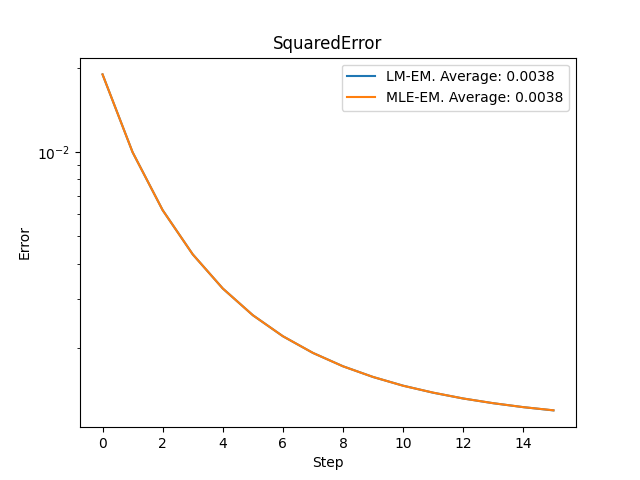 SquaredError
LM-EM. Average: 0.0038
MLE-EM. Average: 0.0038
10⁻²
Error
0 2 4 6 8 10 12 14
Step